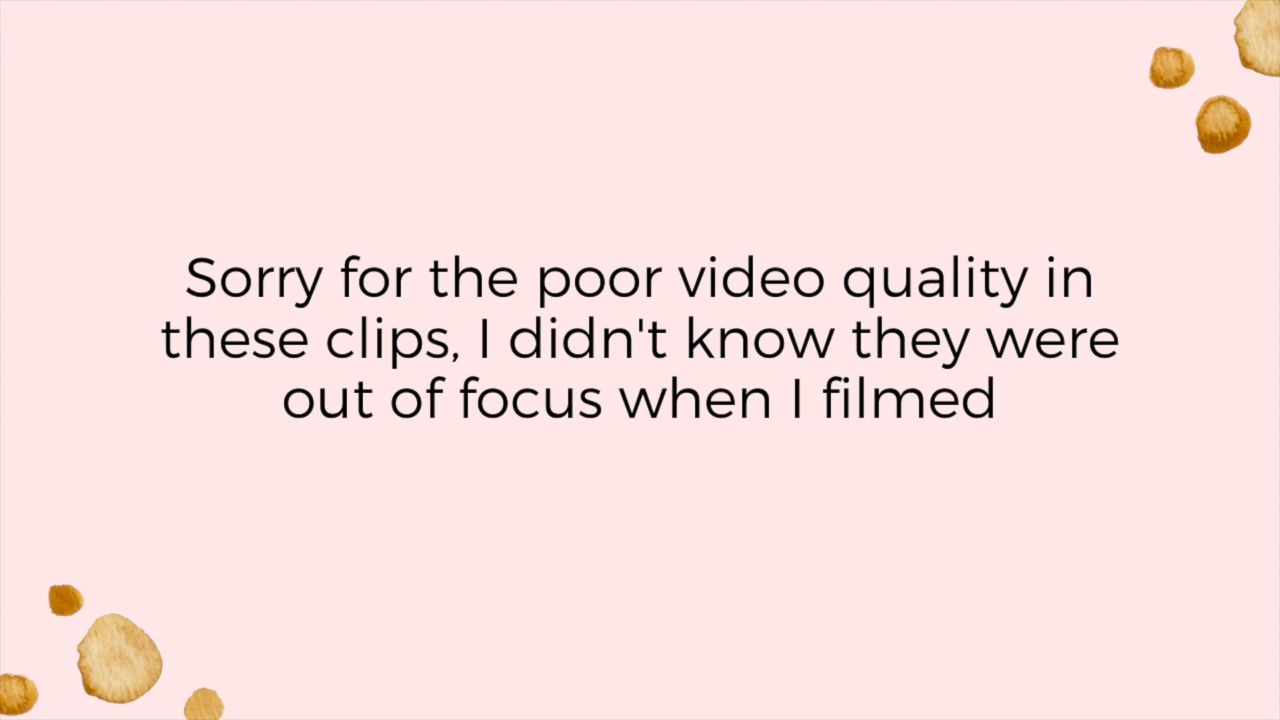 Sorry for the poor video quality in
these clips, I didn't know they were
out of focus when I filmed